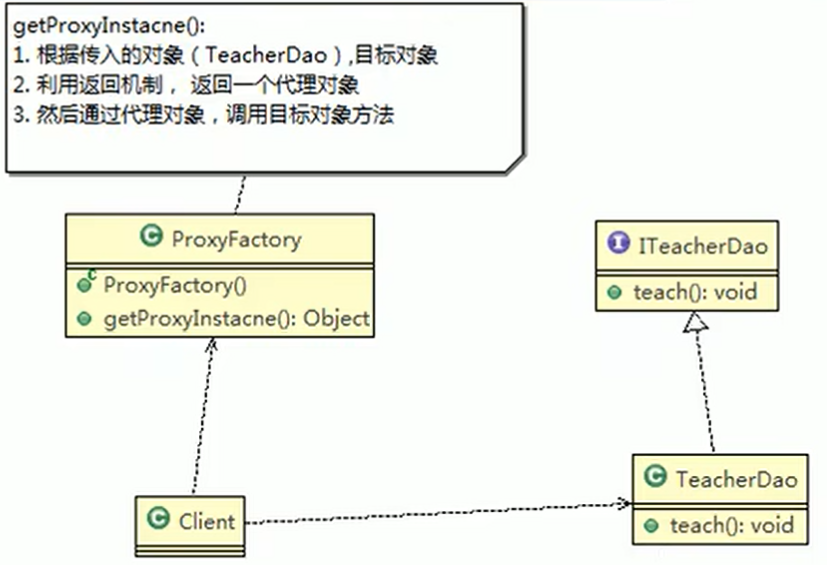 getProxyInstacne():
1. 根据传入的对象（TeacherDao）,目标对象
2. 利用返回机制， 返回一个代理对象
3. 然后通过代理对象，调用目标对象方法
C ProxyFactory
C ProxyFactory()
getProxyInstacne(): Object
I ITeacherDao
teach(): void
C Client
C TeacherDao
teach(): void